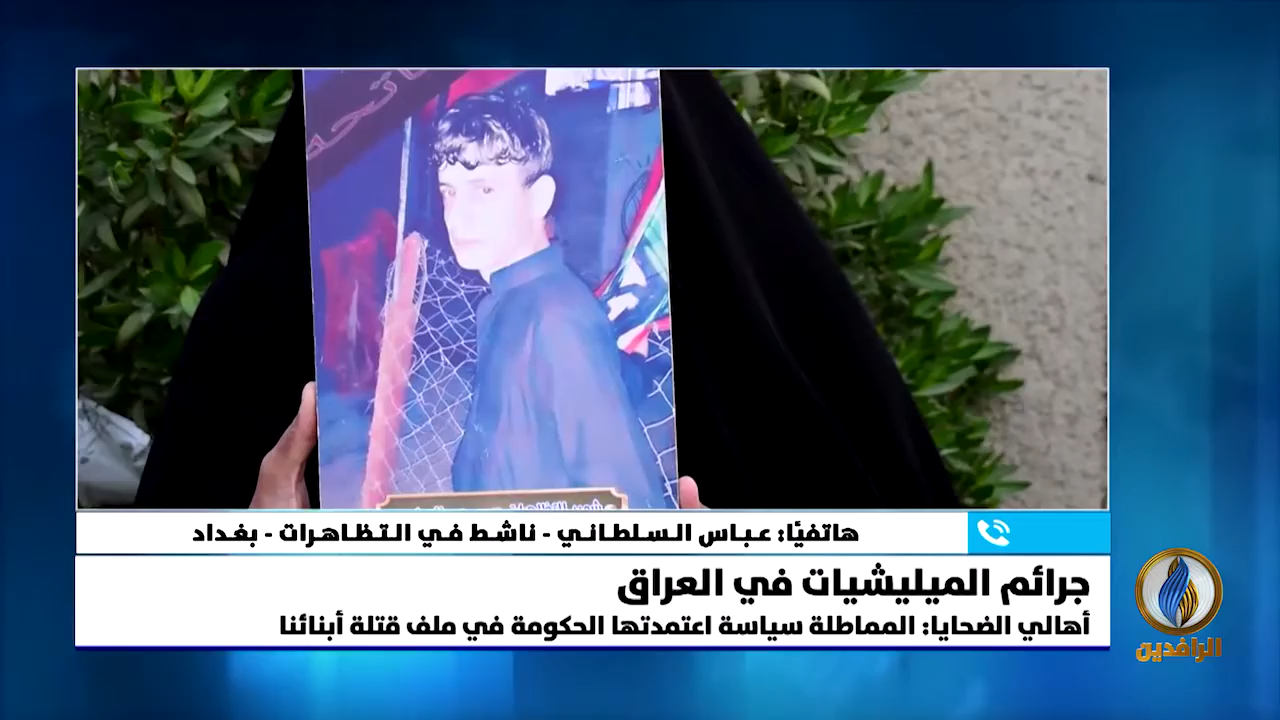 هاتفيًا: عباس السلطاني - ناشط في التظاهرات - بغداد
جرائم الميليشيات في العراق
أهالي الضحايا: المماطلة سياسة اعتمدتها الحكومة في ملف قتلة أبنائنا
الرافدين